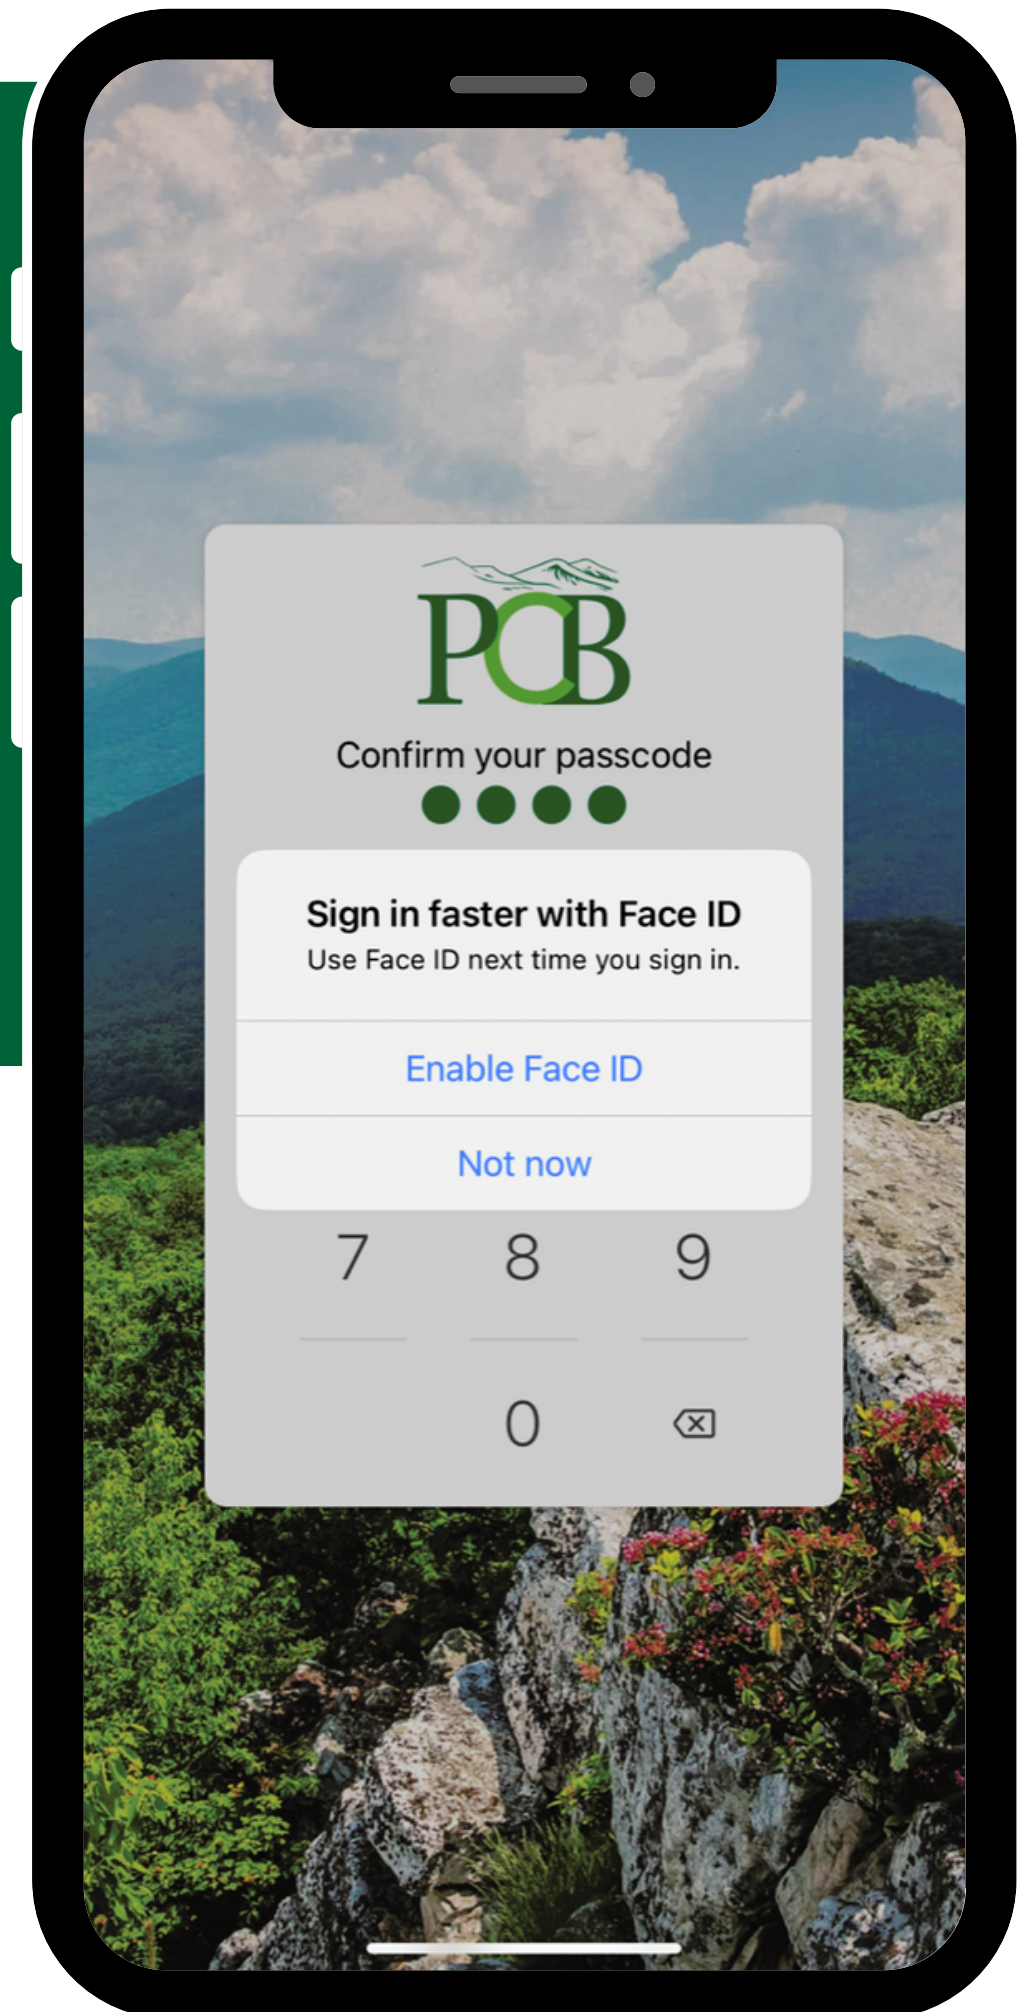 PCB
Confirm your passcode
Sign in faster with Face ID
Use Face ID next time you sign in.
Enable Face ID
Not now
7 8 9
0